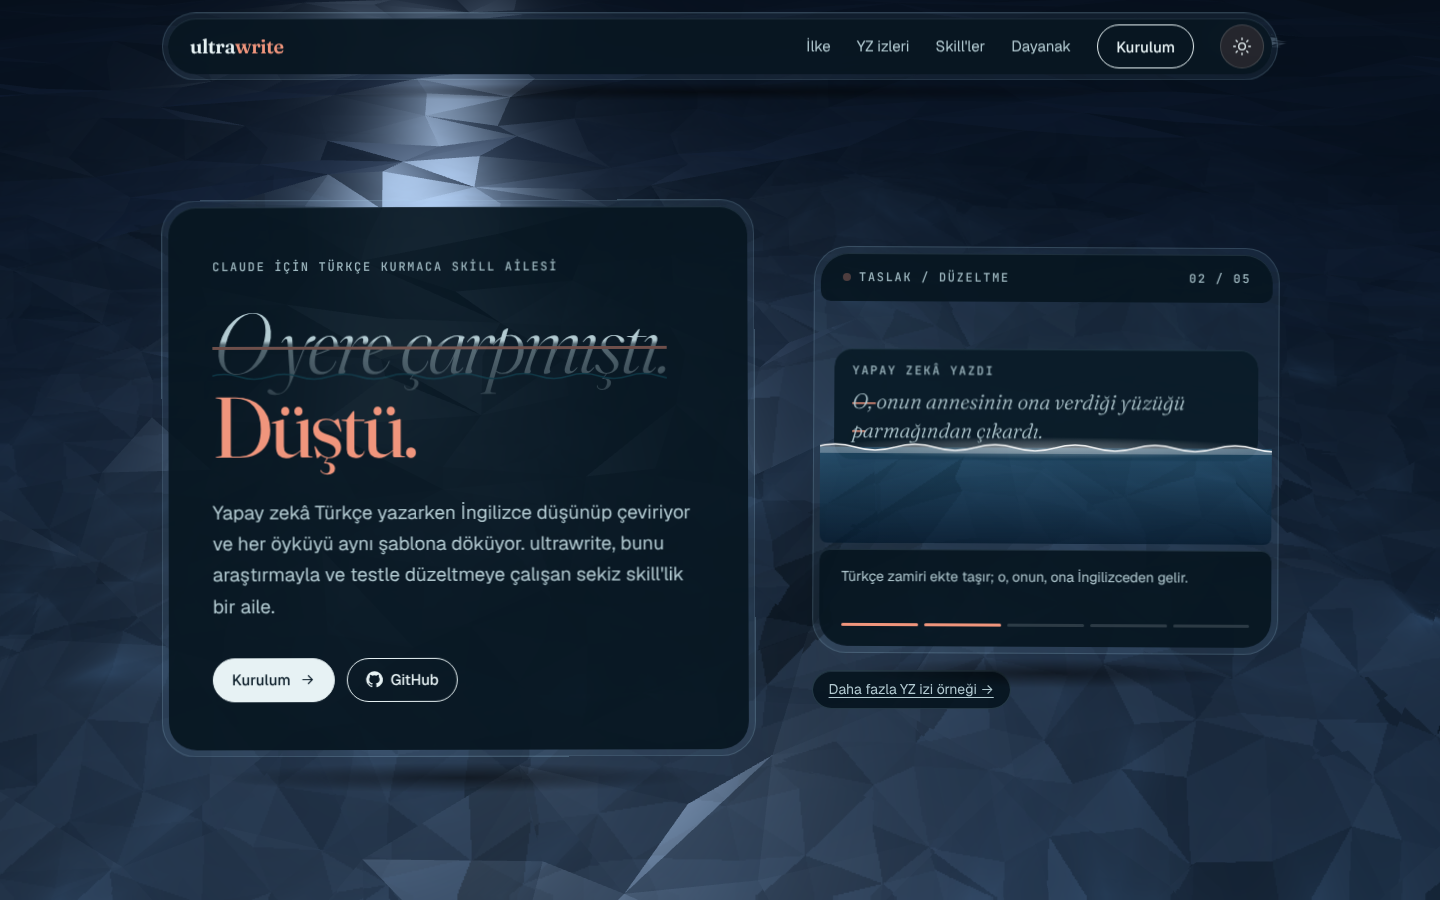 ultrawrite
İlke
YZ izleri
Skill'ler
Dayanak
Kurulum
CLAUDE İÇİN TÜRKÇE KURMACA SKİLL AİLESİ
O yere çarpmıştı.
Düştü.
Yapay zekâ Türkçe yazarken İngilizce düşünüp çeviriyor
ve her öyküyü aynı şablona döküyor. ultrawrite, bunu
araştırmayla ve testle düzeltmeye çalışan sekiz skill'lik
bir aile.
Kurulum →
GitHub
TASLAK / DÜZELTME
02 / 05
YAPAY ZEKÂ YAZDI
O, onun annesinin ona verdiği yüzüğü
parmağından çıkardı.
Türkçe zamiri ekte taşır; o, onun, ona İngilizceden gelir.
Daha fazla YZ izi örneği →